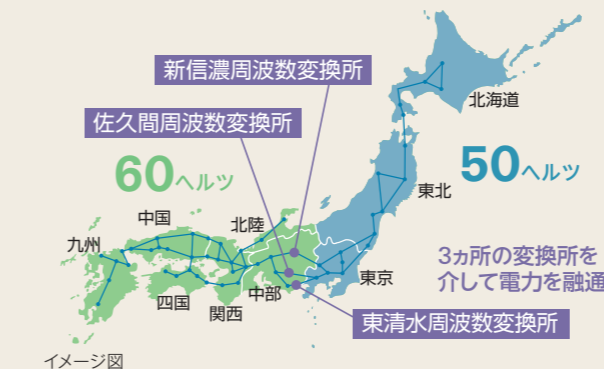 新信濃周波数変換所
佐久間周波数変換所
60ヘルツ
50ヘルツ
北海道
東北
中国
北陸
九州
東京
中部
四国
関西
3ヵ所の変換所を
介して電力を融通
東清水周波数変換所
イメージ図